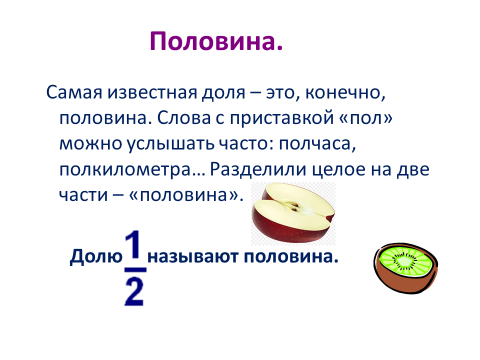 Половина.
Самая известная доля – это, конечно,
половина. Слова с приставкой «пол»
можно услышать часто: полчаса,
полкилометра… Разделили целое на две
части – «половина».
Долю 1/2 называют половина.